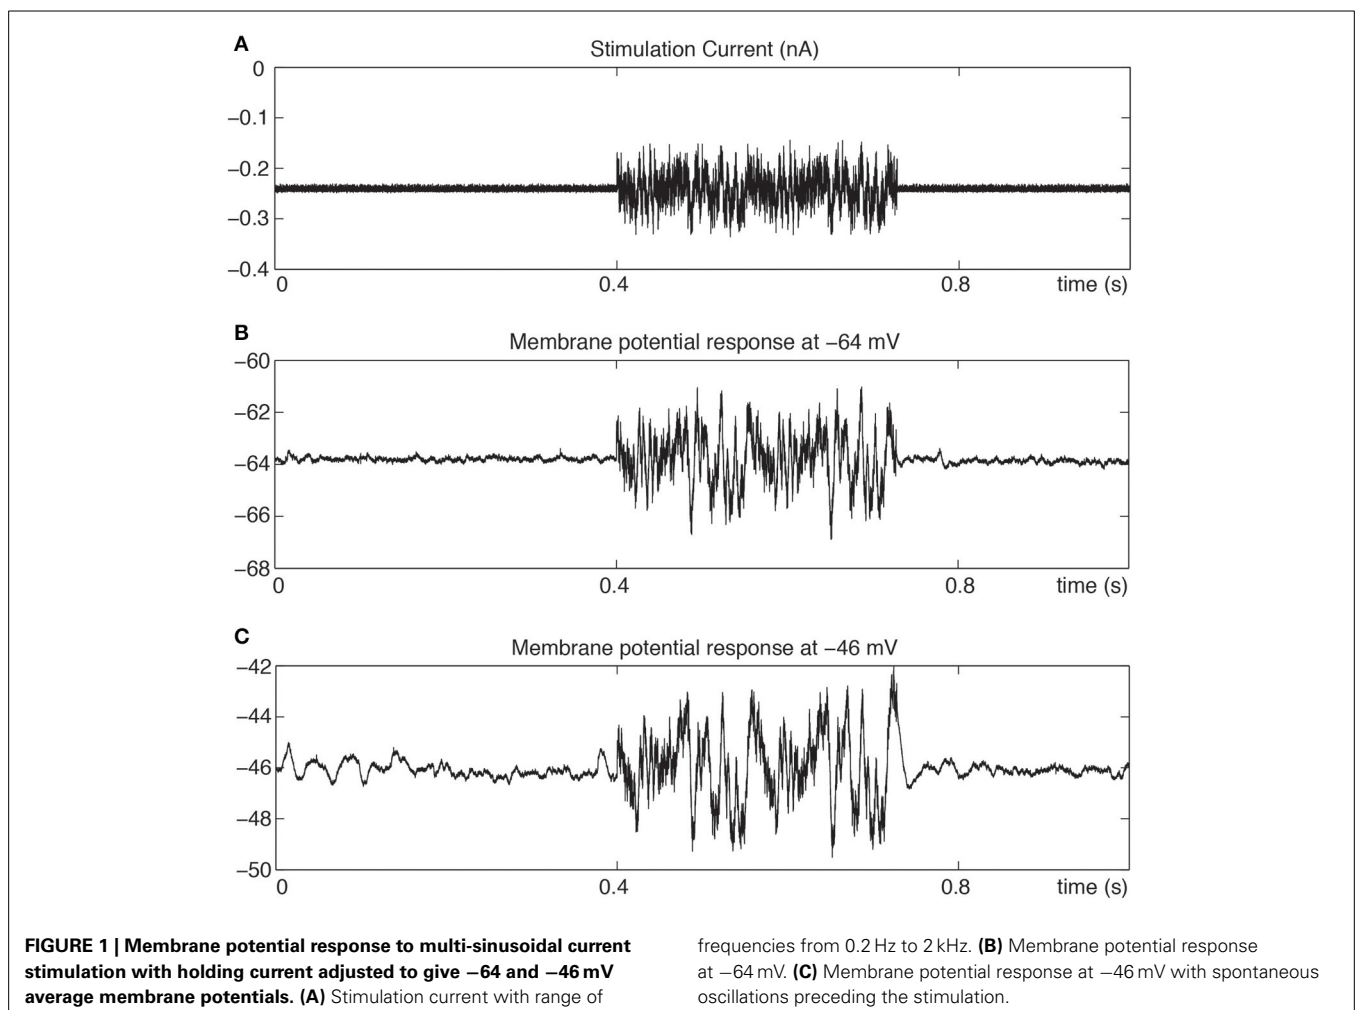 A
Stimulation Current (nA)
0
−0.1
−0.2
−0.3
−0.4
0
0.4
0.8
time (s)
B
Membrane potential response at −64 mV
−60
−62
−64
−66
−68
0
0.4
0.8
time (s)
C
Membrane potential response at −46 mV
−42
−44
−46
−48
−50
0
0.4
0.8
time (s)
FIGURE 1 | Membrane potential response to multi-sinusoidal current
stimulation with holding current adjusted to give −64 and −46 mV
average membrane potentials. (A) Stimulation current with range of
frequencies from 0.2 Hz to 2 kHz. (B) Membrane potential response
at −64 mV. (C) Membrane potential response at −46 mV with spontaneous
oscillations preceding the stimulation.